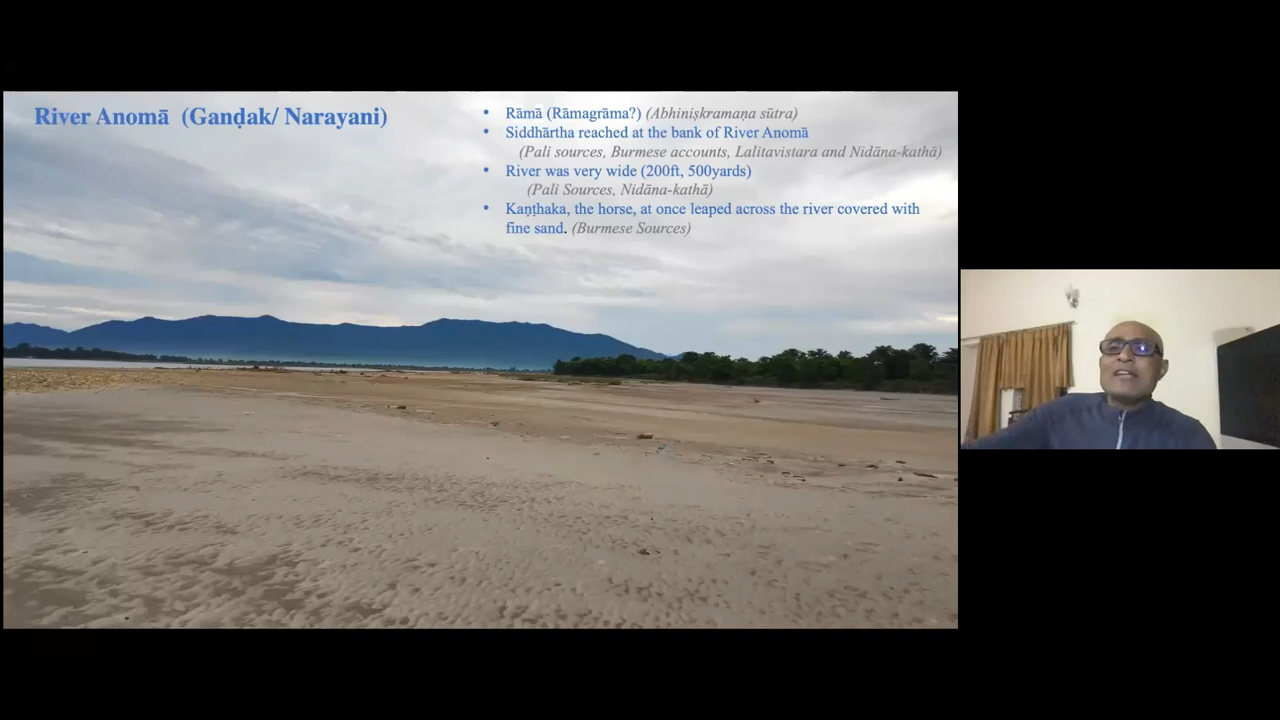 River Anomā (Gaṇḍak/ Narayani)
• Rāmā (Rāmagrāma?) (Abhiniṣkramaṇa sūtra)
• Siddhārtha reached at the bank of River Anomā
(Pali sources, Burmese accounts, Lalitavistara and Nidāna-kathā)
• River was very wide (200ft, 500yards)
(Pali Sources, Nidāna-kathā)
• Kaṇṭhaka, the horse, at once leaped across the river covered with
fine sand. (Burmese Sources)